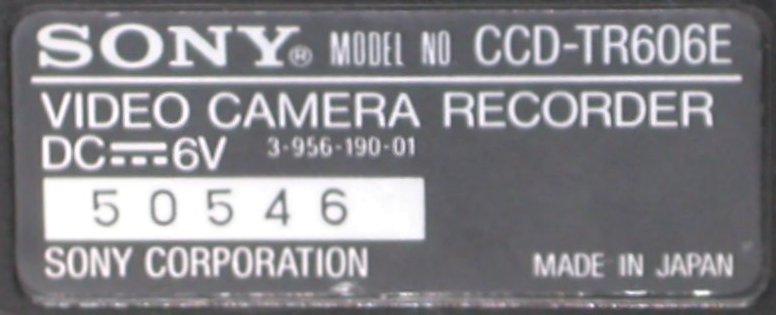 SONY® MODEL NO CCD-TR606E
VIDEO CAMERA RECORDER
DC⎓6V 3-956-190-01
50546
SONY CORPORATION MADE IN JAPAN